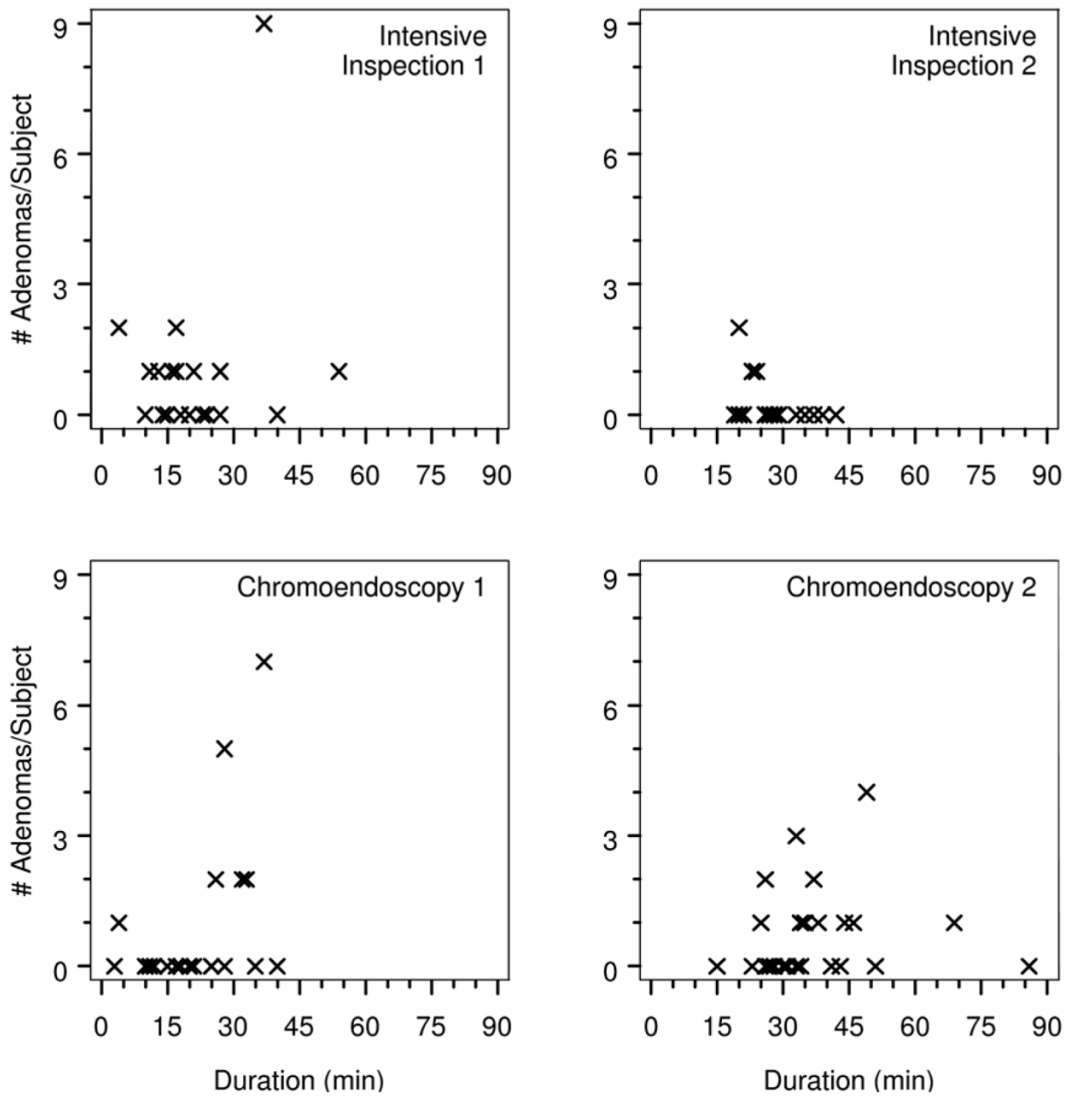 Intensive
Inspection 1
# Adenomas/Subject
9
6
3
0
0 15 30 45 60 75 90
Intensive
Inspection 2
9
6
3
0
0 15 30 45 60 75 90
Chromoendoscopy 1
# Adenomas/Subject
9
6
3
0
0 15 30 45 60 75 90
Duration (min)
Chromoendoscopy 2
9
6
3
0
0 15 30 45 60 75 90
Duration (min)